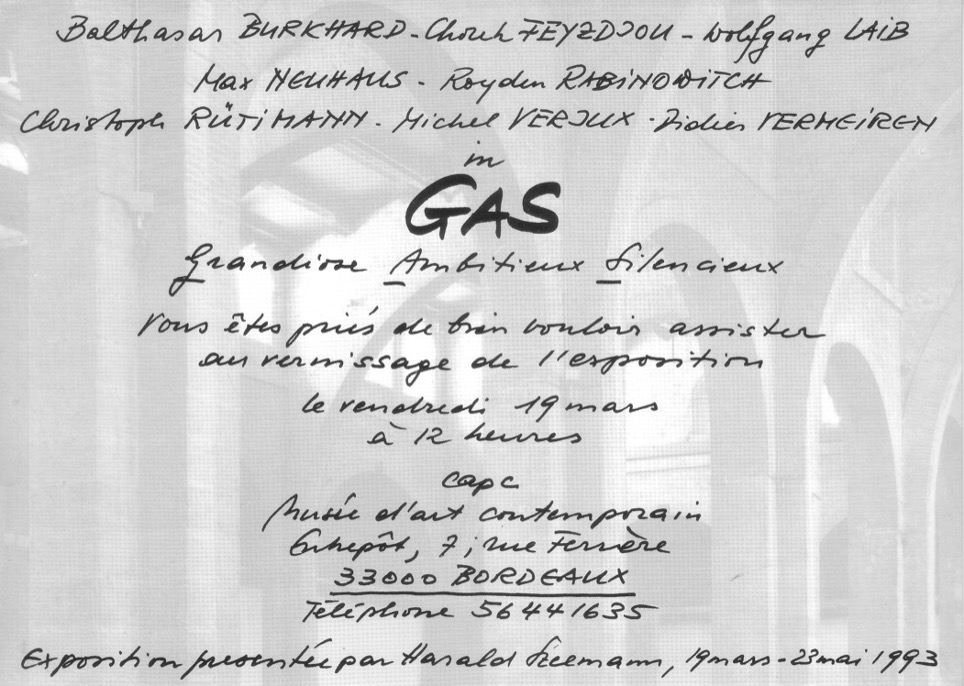 Balthasar BURKHARD - Chohreh FEYZDJOU - Wolfgang LAIB
Max NEUHAUS - Royden RABINOWITCH
Christoph RÜTIMANN - Michel VERJUX - Didier VERMEIREN
in
GAS
Grandiose Ambitieux Silencieux
Vous êtes priés de bien vouloir assister
au vernissage de l'exposition
le vendredi 19 mars
à 12 heures
capc
Musée d'art contemporain
Entrepôt, 7, rue Ferrère
33000 BORDEAUX
Téléphone 56441635
Exposition presentée par Harald Szeemann, 19 mars - 23 mai 1993